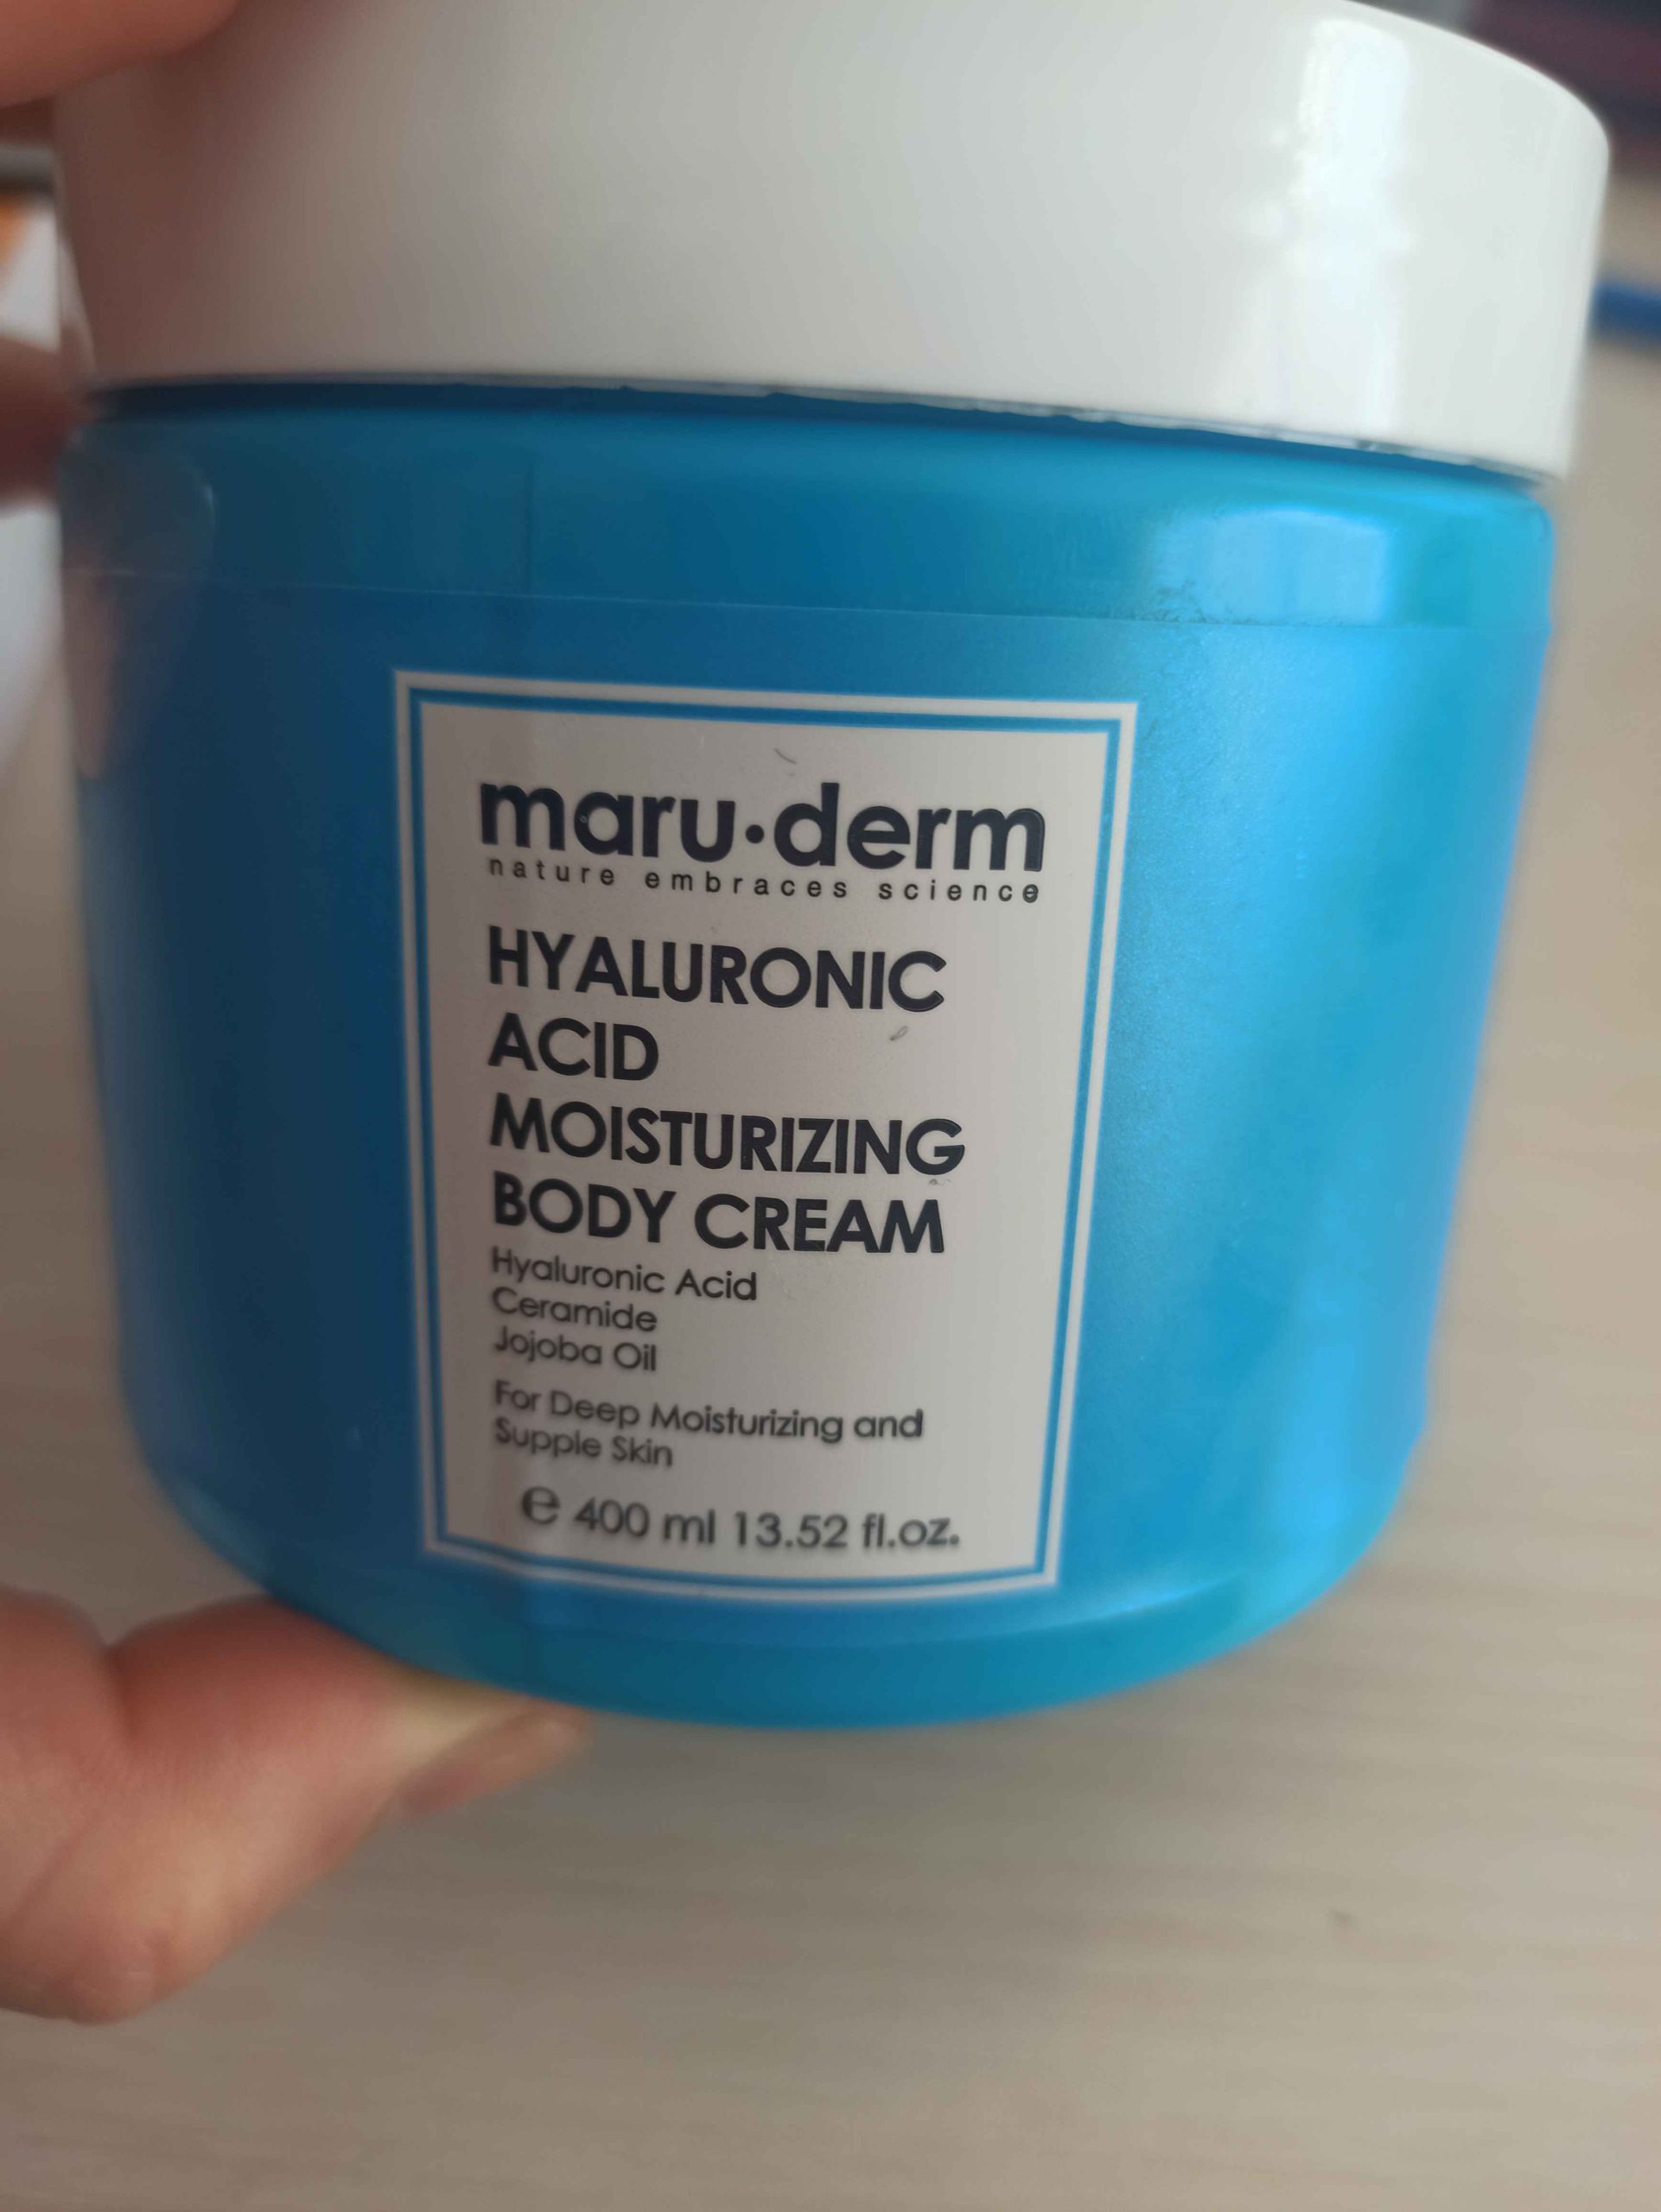 maru•derm
nature embraces science
HYALURONIC
ACID
MOISTURIZING
BODY CREAM
Hyaluronic Acid
Ceramide
Jojoba Oil
For Deep Moisturizing and
Supple Skin
℮ 400 ml 13.52 fl.oz.